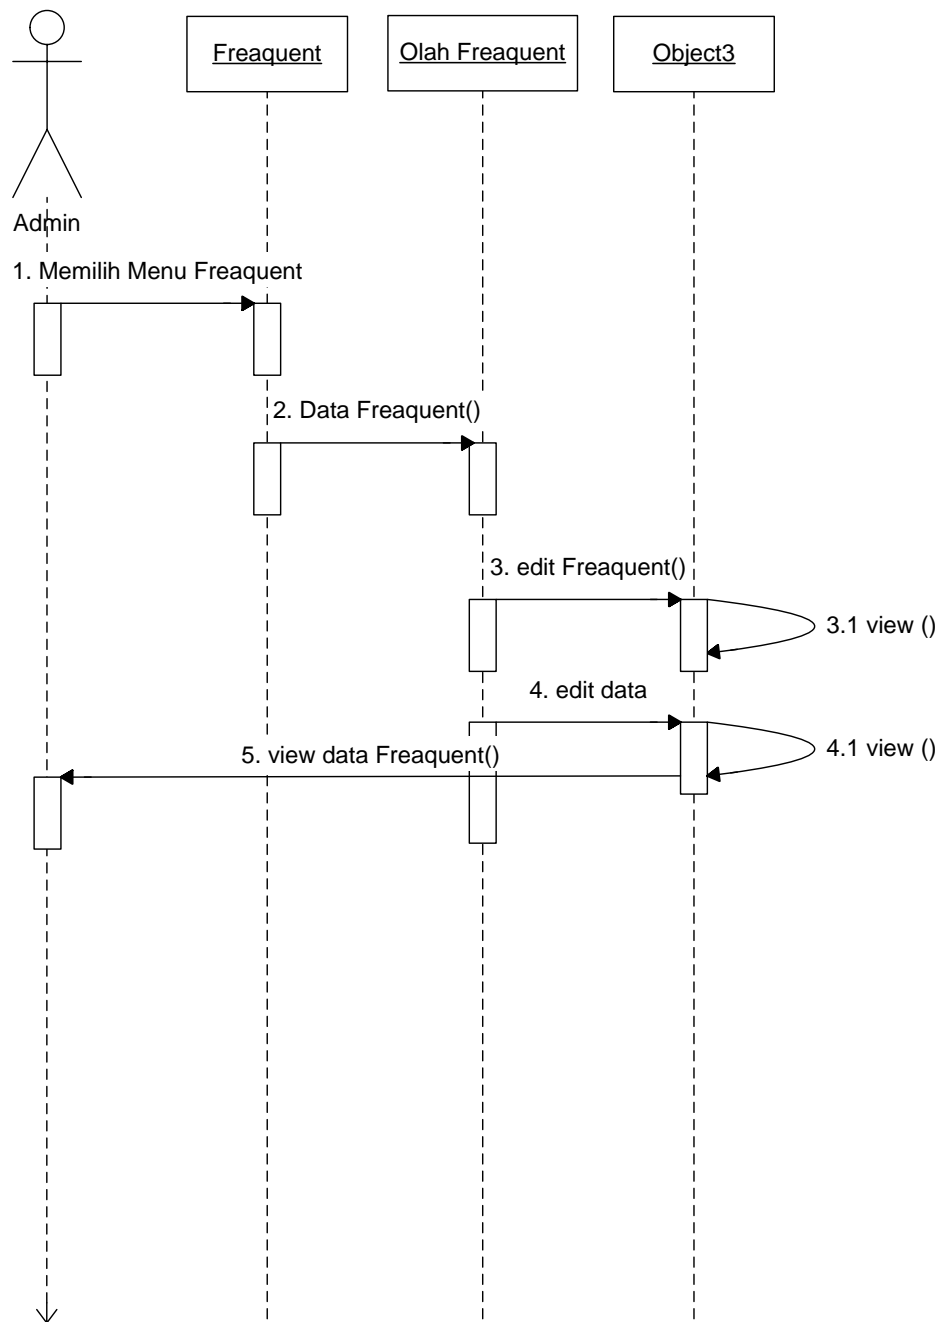 Freaquent
Olah Freaquent
Object3
Admin
1. Memilih Menu Freaquent
2. Data Freaquent()
3. edit Freaquent()
3.1 view ()
4. edit data
4.1 view ()
5. view data Freaquent()